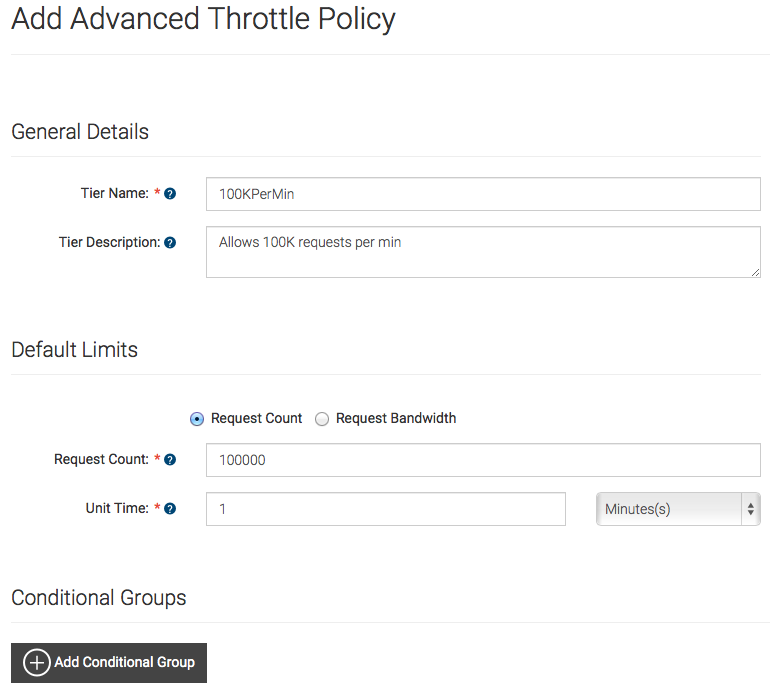 Add Advanced Throttle Policy
General Details
Tier Name: * ?
100KPerMin
Tier Description: ?
Allows 100K requests per min
Default Limits
Request Count Request Bandwidth
Request Count: * ?
100000
Unit Time: * ?
1 Minutes(s)
Conditional Groups
Add Conditional Group